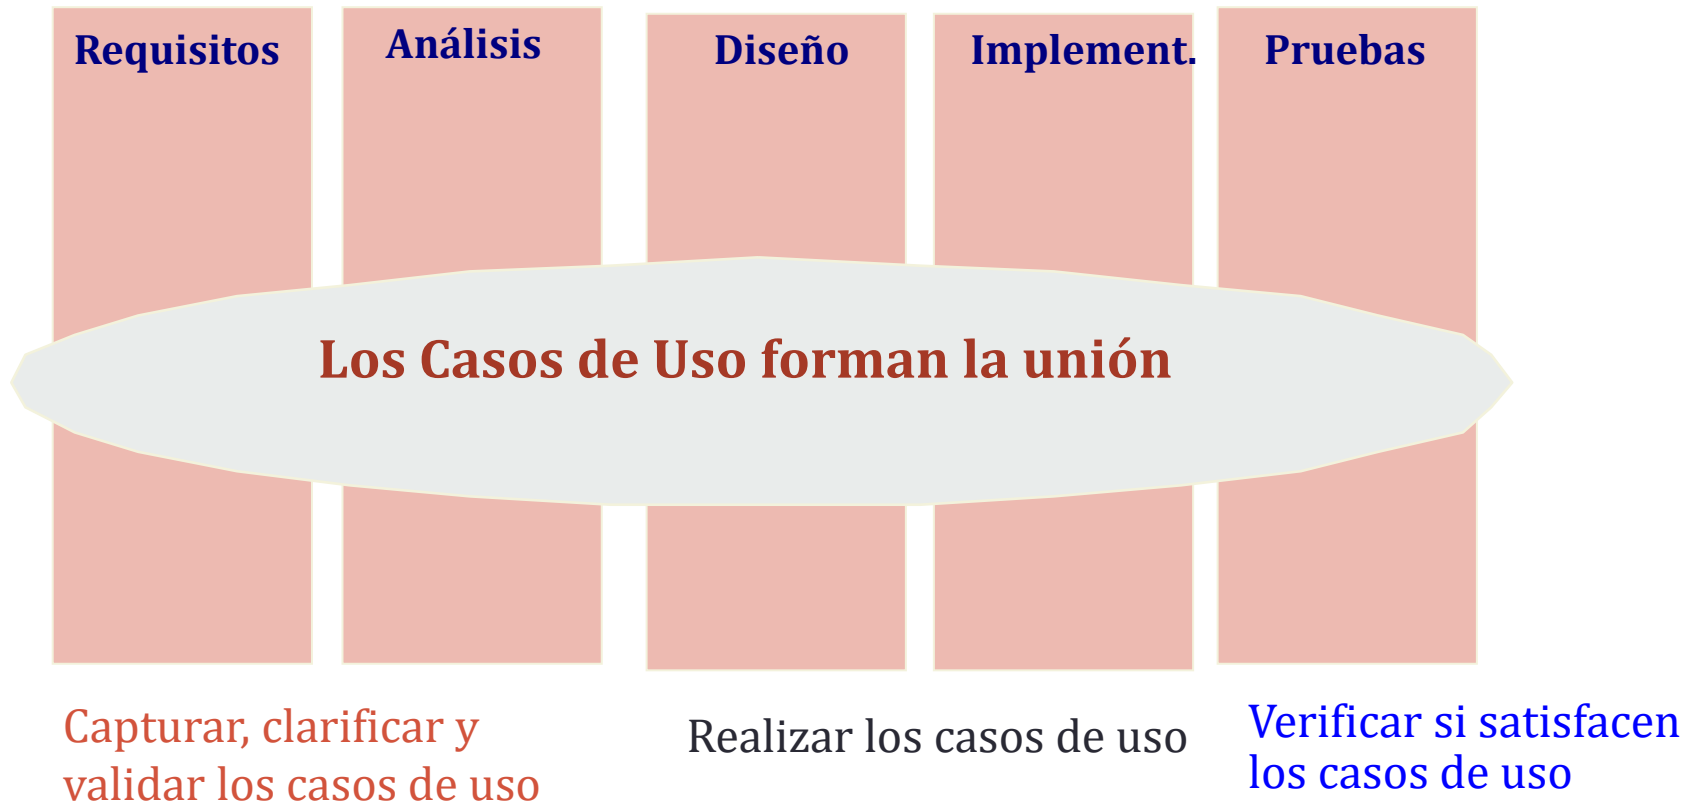 Requisitos
Análisis
Diseño
Implement.
Pruebas
Los Casos de Uso forman la unión
Capturar, clarificar y
validar los casos de uso
Realizar los casos de uso
Verificar si satisfacen
los casos de uso